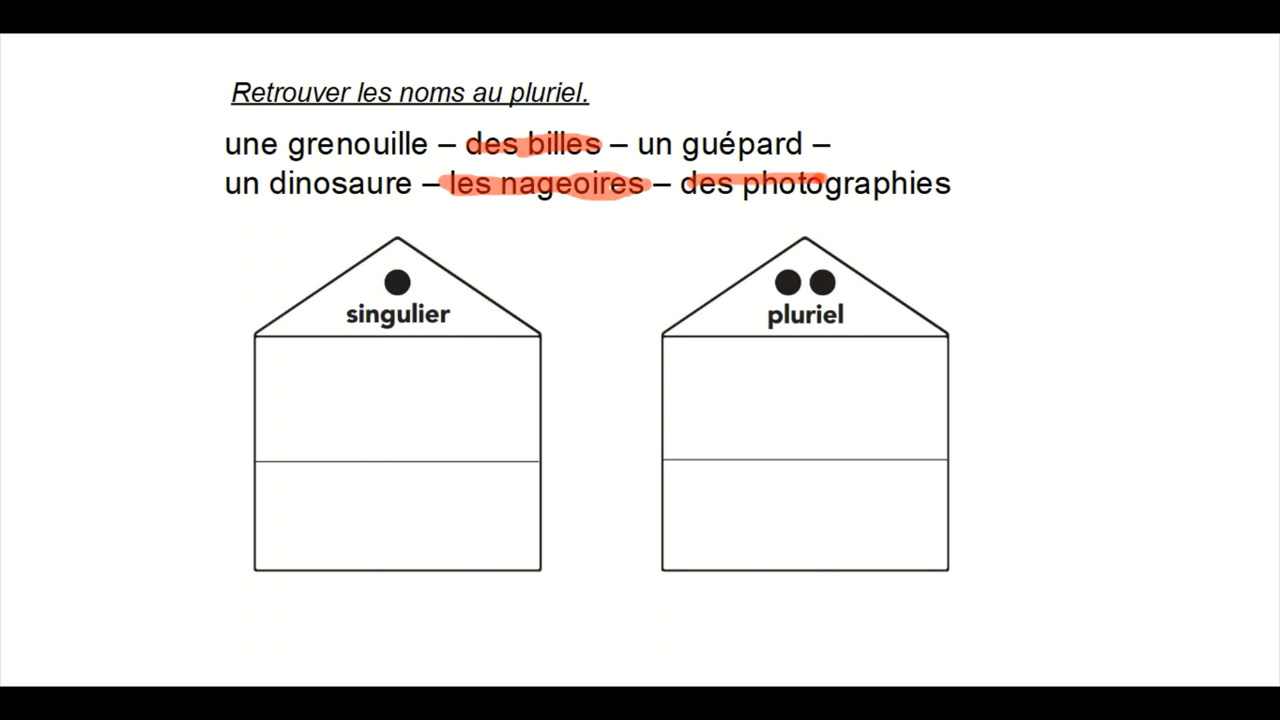 Retrouver les noms au pluriel.
une grenouille – des billes – un guépard –
un dinosaure – les nageoires – des photographies
singulier
pluriel